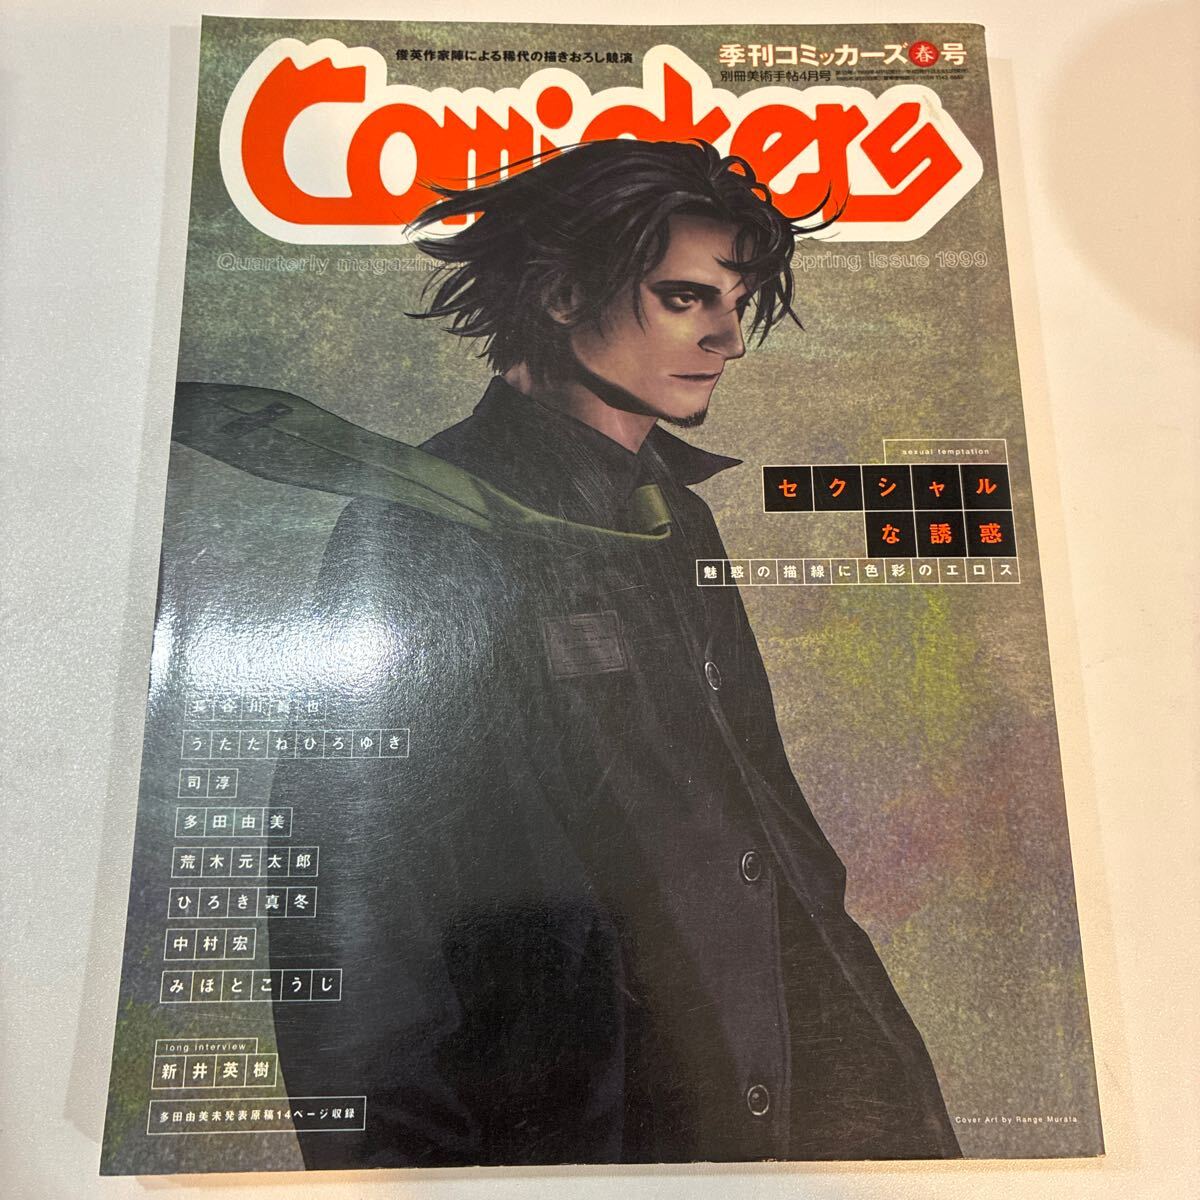 俊英作家陣による稀代の描きおろし競演
季刊コミッカーズ春号
別冊美術手帖4月号
Comickers
Quarterly magazine
Spring Issue 1999
sexual temptation
セクシャル
な誘惑
魅惑の描線に色彩のエロス
長谷川眞也
うたたねひろゆき
司淳
多田由美
荒木元太郎
ひろき真冬
中村宏
みほとこうじ
long interview
新井英樹
多田由美未発表原稿14ページ収録
Cover Art by Range Murata